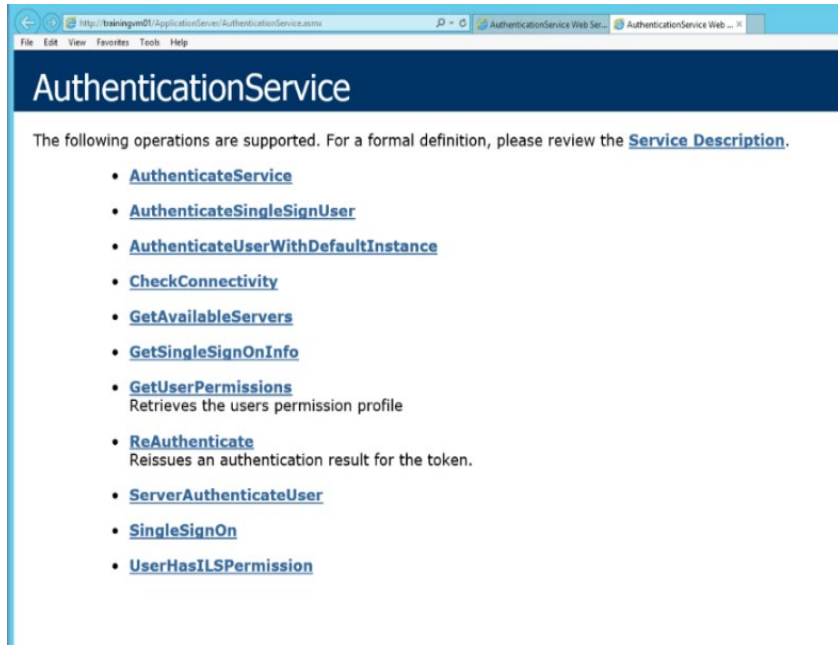 http://trainingvm01/ApplicationServer/AuthenticationService.asmx
AuthenticationService Web Ser...
AuthenticationService Web ...
File Edit View Favorites Tools Help
AuthenticationService
The following operations are supported. For a formal definition, please review the Service Description.
• AuthenticateService
• AuthenticateSingleSignUser
• AuthenticateUserWithDefaultInstance
• CheckConnectivity
• GetAvailableServers
• GetSingleSignOnInfo
• GetUserPermissions
Retrieves the users permission profile
• ReAuthenticate
Reissues an authentication result for the token.
• ServerAuthenticateUser
• SingleSignOn
• UserHasILSPermission